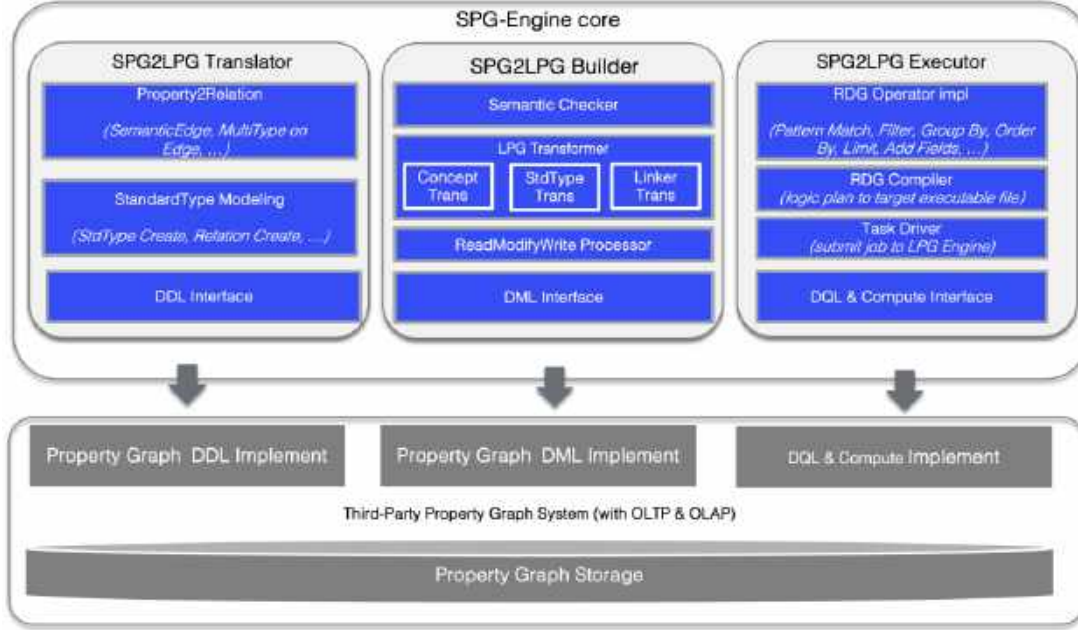 SPG-Engine core
SPG2LPG Translator
Property2Relation
(SemanticEdge, MultiType on
Edge, ...)
StandardType Modeling
(StdType Create, Relation Create, ...)
DDL Interface
SPG2LPG Builder
Semantic Checker
LPG Transformer
Concept
Trans
StdType
Trans
Linker
Trans
ReadModifyWrite Processor
DML Interface
SPG2LPG Executor
RDG Operator impl
(Pattern Match, Filter, Group By, Order
By, Limit, Add Fields, ...)
RDG Compiler
(logic plan to target executable file)
Task Driver
(submit job to LPG Engine)
DQL & Compute Interface
Property Graph DDL Implement
Property Graph DML Implement
DQL & Compute Implement
Third-Party Property Graph System (with OLTP & OLAP)
Property Graph Storage